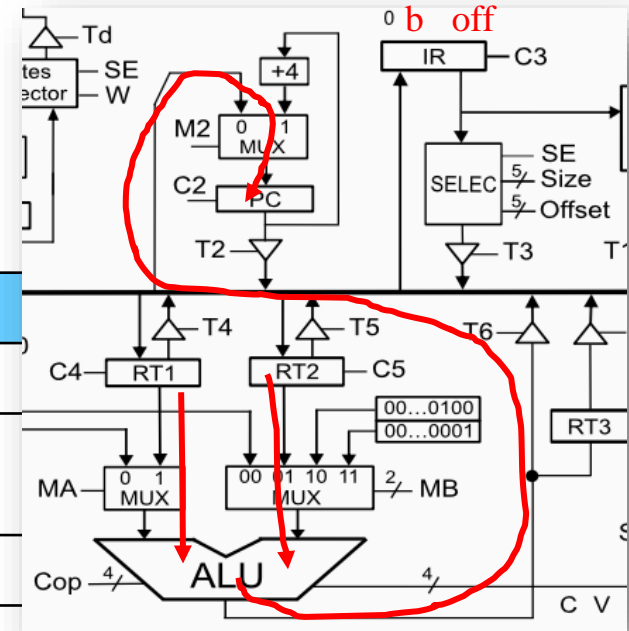 0 b off
Td
IR
C3
+4
tes
SE
ector
W
M2
0 1
MUX
SELEC
SE
5 Size
5 Offset
C2
PC
T2
T3
T1
T4
T5
T6
C4
RT1
RT2
C5
00...0100
00...0001
RT3
MA
0 1
MUX
00 01 10 11
MUX
2 MB
ALU
Cop 4
4
C V